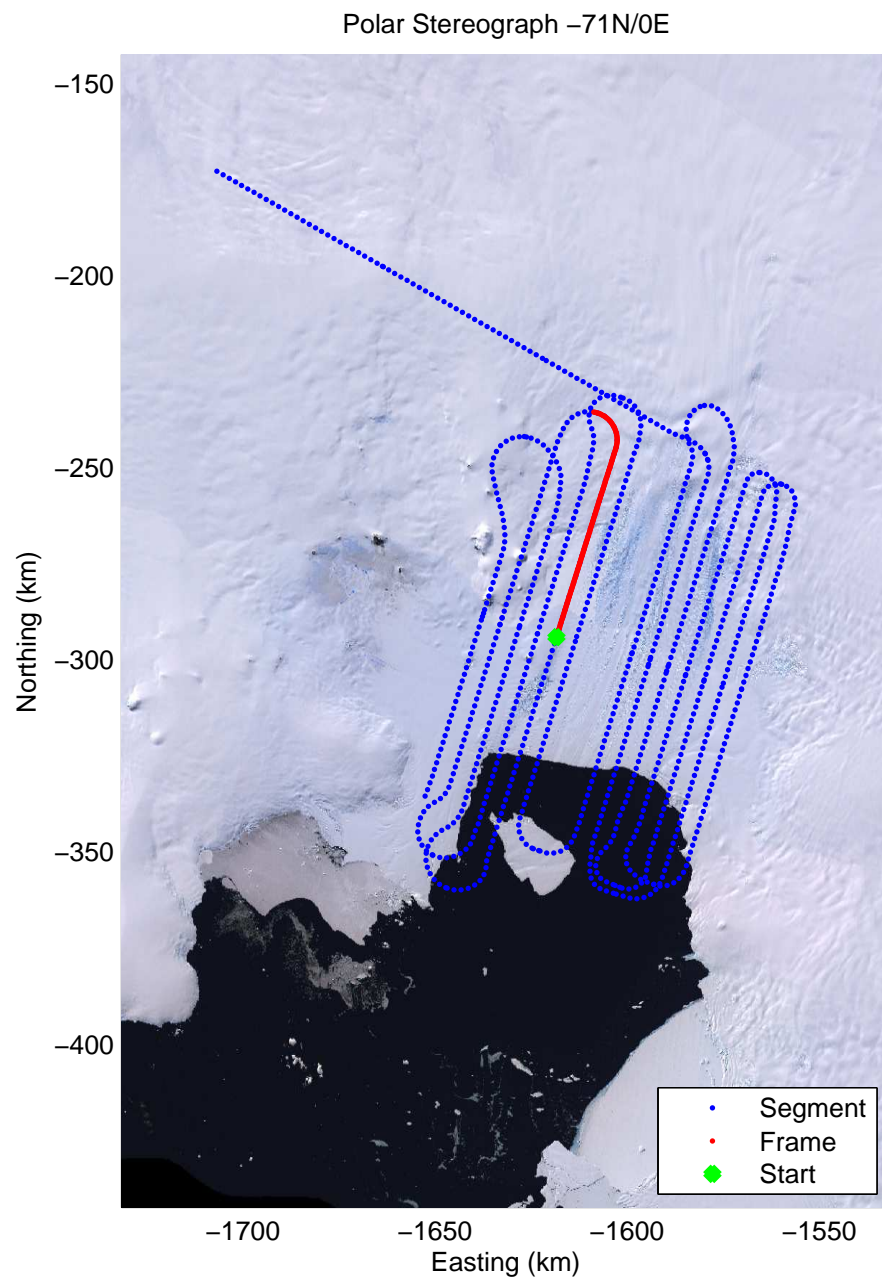 Polar Stereograph −71N/0E
−150
−200
−250
−300
−350
−400
Northing (km)
−1700
−1650
−1600
−1550
Easting (km)
Segment
Frame
Start